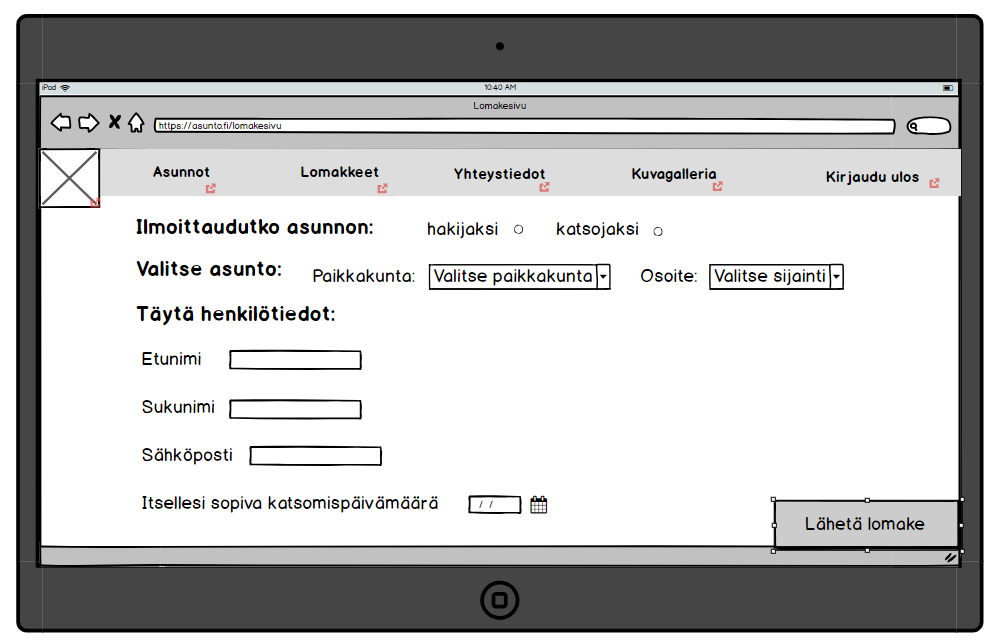 iPad 10:40 AM
Lomakesivu
https://asunto.fi/lomakesivu
Asunnot Lomakkeet Yhteystiedot Kuvagalleria Kirjaudu ulos
Ilmoittaudutko asunnon: hakijaksi katsojaksi
Valitse asunto: Paikkakunta: Valitse paikkakunta Osoite: Valitse sijainti
Täytä henkilötiedot:
Etunimi
Sukunimi
Sähköposti
Itsellesi sopiva katsomispäivämäärä / /
Lähetä lomake